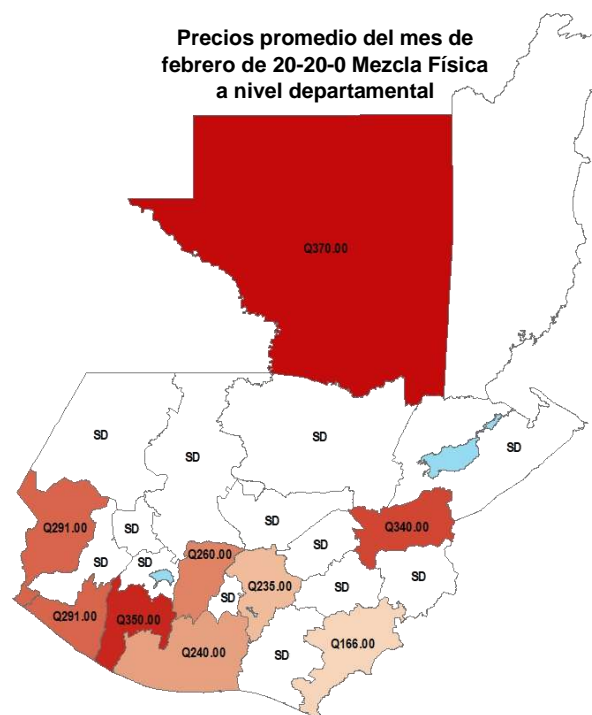 Precios promedio del mes de
febrero de 20-20-0 Mezcla Física
a nivel departamental
Q370.00
SD
SD
SD
SD
Q291.00
SD
SD
Q340.00
SD
Q260.00
SD
SD
Q235.00
SD
SD
SD
Q291.00
Q350.00
Q240.00
SD
Q166.00